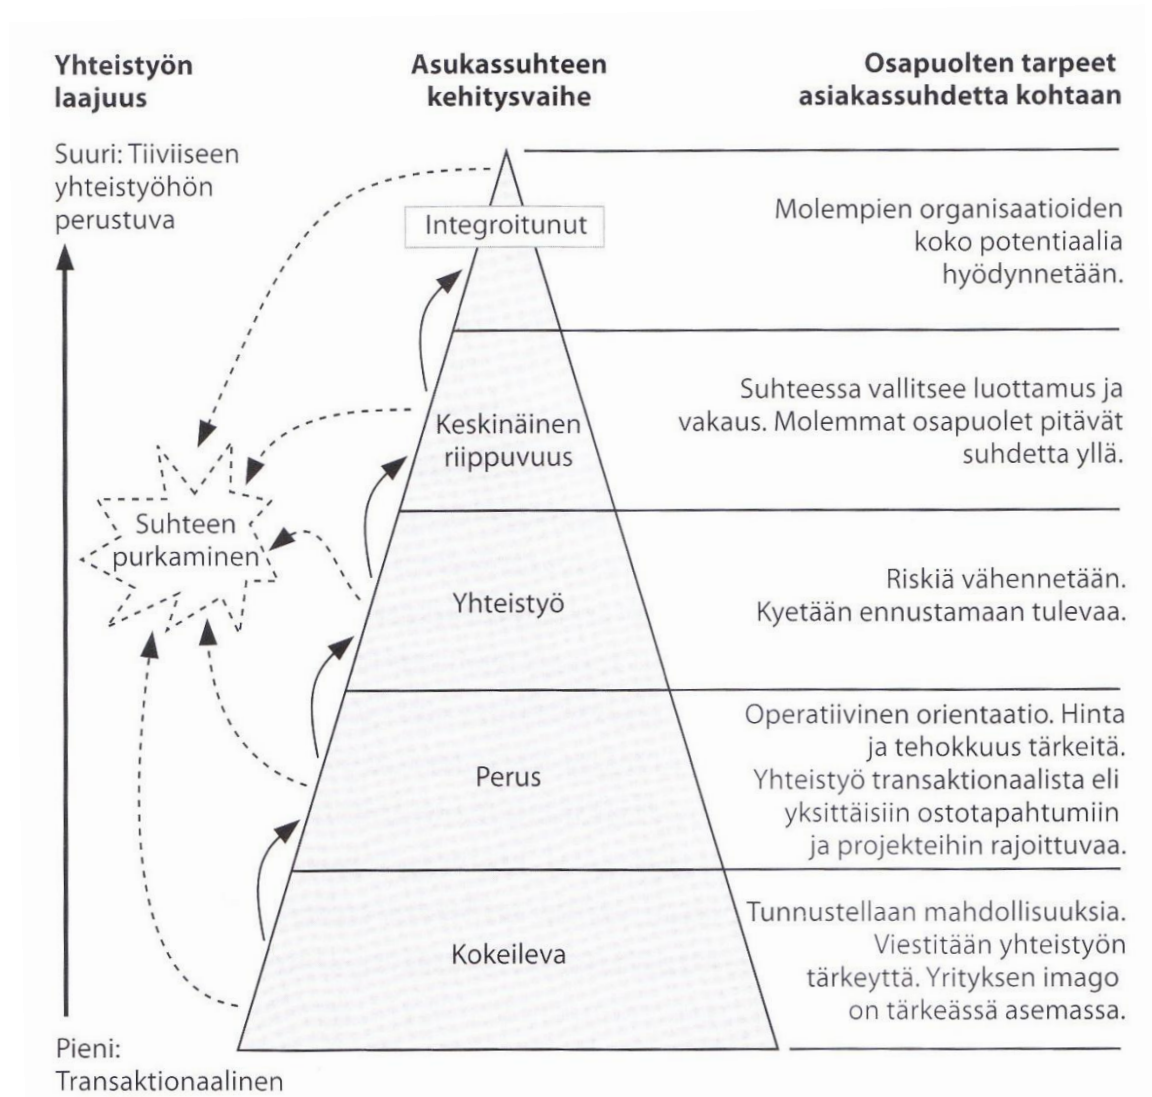 Yhteistyön
laajuus
Asukassuhteen
kehitysvaihe
Osapuolten tarpeet
asiakassuhdetta kohtaan
Suuri: Tiiviiseen
yhteistyöhön
perustuva
Integroitunut
Molempien organisaatioiden
koko potentiaalia
hyödynnetään.
Keskinäinen
riippuvuus
Suhteessa vallitsee luottamus ja
vakaus. Molemmat osapuolet pitävät
suhdetta yllä.
Suhteen
purkaminen
Yhteistyö
Riskiä vähennetään.
Kyetään ennustamaan tulevaa.
Perus
Operatiivinen orientaatio. Hinta
ja tehokkuus tärkeitä.
Yhteistyö transaktionaalista eli
yksittäisiin ostotapahtumiin
ja projekteihin rajoittuvaa.
Kokeileva
Tunnustellaan mahdollisuuksia.
Viestitään yhteistyön
tärkeyttä. Yrityksen imago
on tärkeässä asemassa.
Pieni:
Transaktionaalinen